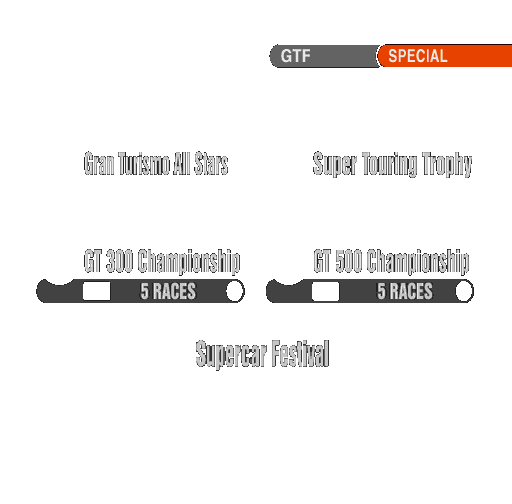 GTF SPECIAL
Gran Turismo All Stars
Super Touring Trophy
GT 300 Championship
5 RACES
GT 500 Championship
5 RACES
Supercar Festival